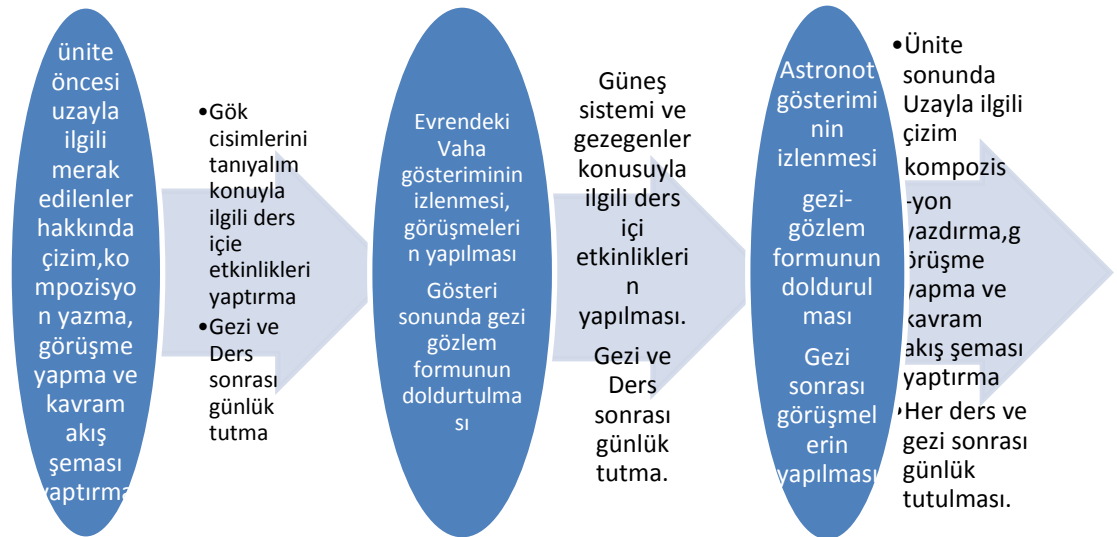 ünite
öncesi
uzayla
ilgili
merak
edilenler
hakkında
çizim,ko
mpozisyo
n yazma,
görüşme
yapma ve
kavram
akış
şeması
yaptırma
•Gök
cisimlerini
tanıyalım
konuyla
ilgili ders
içie
etkinlikleri
yaptırma
•Gezi ve
Ders
sonrası
günlük
tutma
Evrendeki
Vaha
gösteriminin
izlenmesi,
görüşmeleri
n yapılması
Gösteri
sonunda gezi
gözlem
formunun
doldurtulma
sı
Güneş
sistemi ve
gezegenler
konusuyla
ilgili ders
içi
etkinlikleri
n
yapılması.
Gezi ve
Ders
sonrası
günlük
tutma.
Astronot
gösterimi
nin
izlenmesi
gezi-
gözlem
formunun
doldurul
ması
Gezi
sonrası
görüşmel
erin
yapılması
•Ünite
sonunda
Uzayla ilgili
çizim
kompozis
-yon
yazdırma,g
örüşme
yapma ve
kavram
akış şeması
yaptırma
•Her ders ve
gezi sonrası
günlük
tutulması.